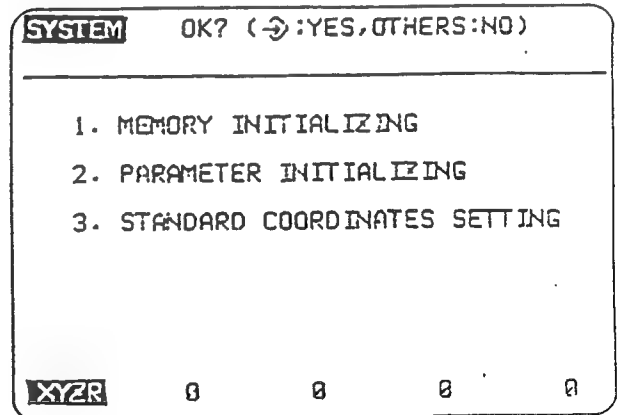 SYSTEM OK? (:YES,OTHERS:NO)
1. MEMORY INITIALIZING
2. PARAMETER INITIALIZING
3. STANDARD COORDINATES SETTING
XYZR 0 0 0 0